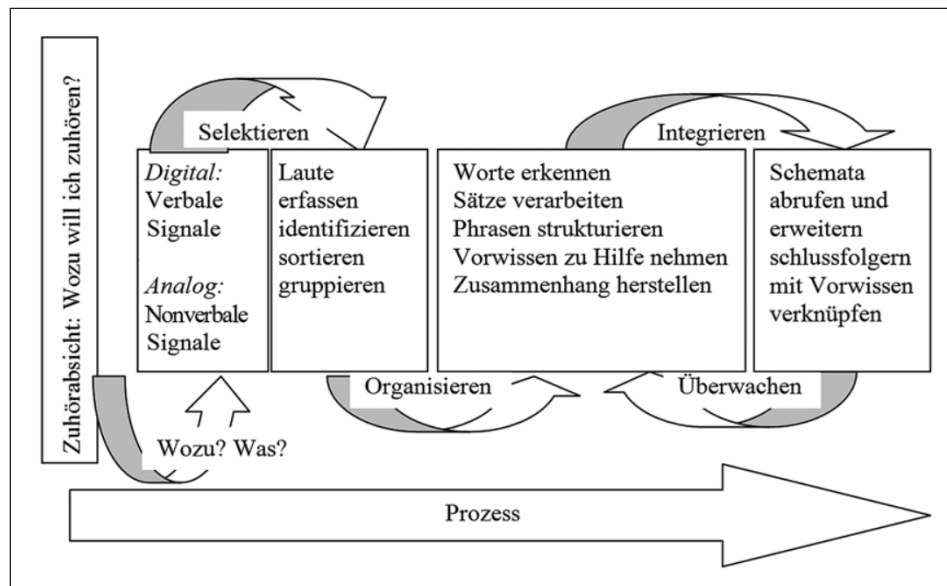 Zuhörabsicht: Wozu will ich zuhören?
Selektieren
Integrieren
Digital:
Verbale
Signale
Analog:
Nonverbale
Signale
Laute
erfassen
identifizieren
sortieren
gruppieren
Worte erkennen
Sätze verarbeiten
Phrasen strukturieren
Vorwissen zu Hilfe nehmen
Zusammenhang herstellen
Schemata
abrufen und
erweitern
schlussfolgern
mit Vorwissen
verknüpfen
Organisieren
Überwachen
Wozu? Was?
Prozess